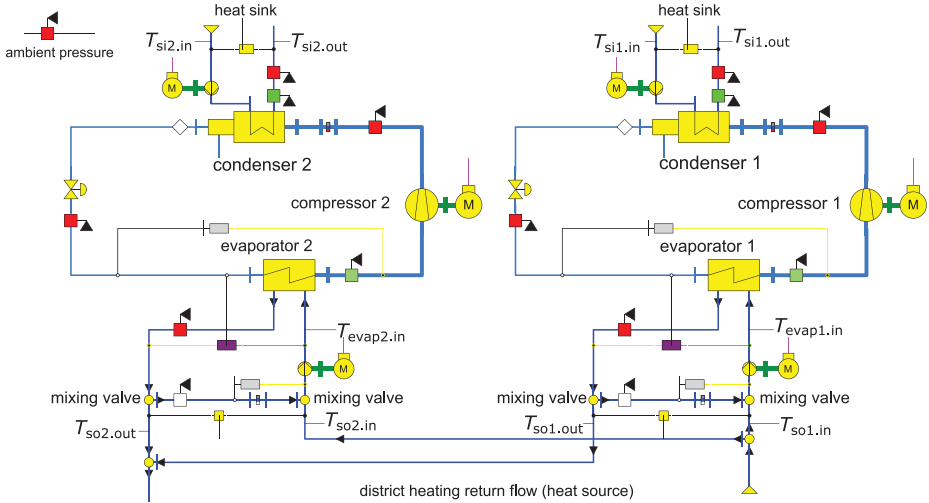 heat sink
heat sink
T_si2.in
T_si2.out
T_si1.in
T_si1.out
ambient pressure
M
M
condenser 2
condenser 1
compressor 2
M
compressor 1
M
evaporator 2
evaporator 1
T_evap2.in
T_evap1.in
M
M
mixing valve
mixing valve
mixing valve
mixing valve
T_so2.out
T_so2.in
T_so1.out
T_so1.in
district heating return flow (heat source)